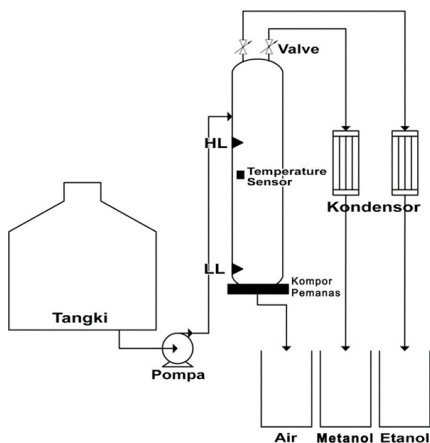 Valve
HL
Temperature
Sensor
Kondensor
LL
Kompor
Pemanas
Tangki
Pompa
Air
Metanol
Etanol